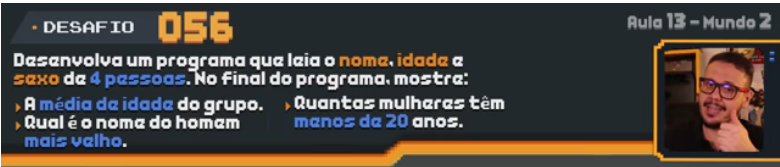 · DESAFIO 056
Aula 13 – Mundo 2
Desenvolva um programa que leia o nome, idade e
sexo de 4 pessoas. No final do programa, mostre:
A média de idade do grupo.
Qual é o nome do homem
mais velho.
Quantas mulheres têm
menos de 20 anos.